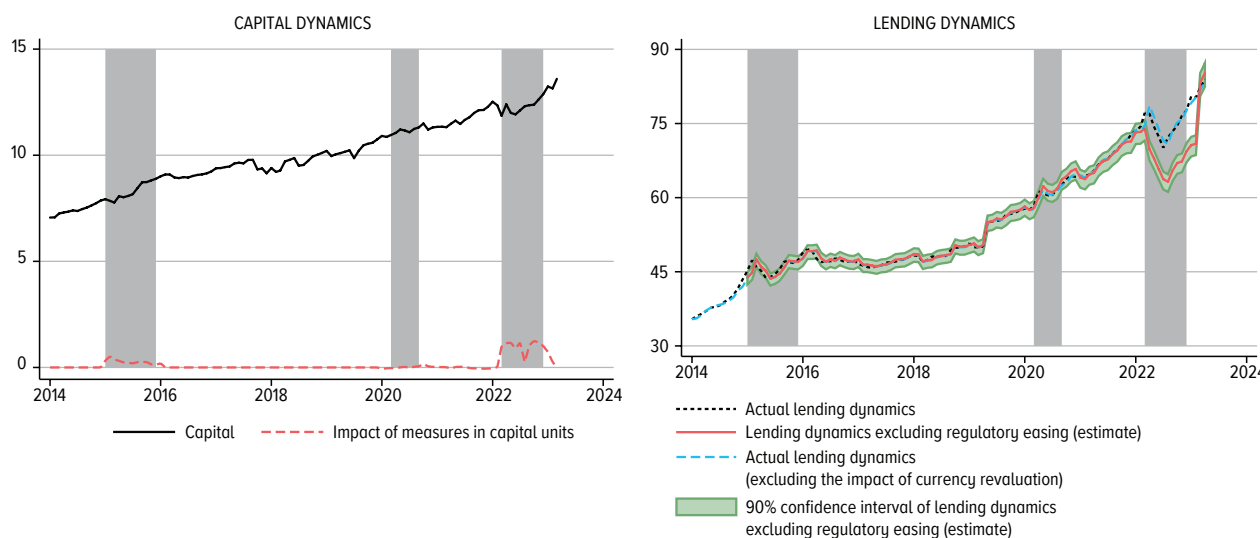 CAPITAL DYNAMICS
15
10
5
0
2014 2016 2018 2020 2022 2024
Capital Impact of measures in capital units
LENDING DYNAMICS
90
75
60
45
30
2014 2016 2018 2020 2022 2024
Actual lending dynamics
Lending dynamics excluding regulatory easing (estimate)
Actual lending dynamics
(excluding the impact of currency revaluation)
90% confidence interval of lending dynamics
excluding regulatory easing (estimate)